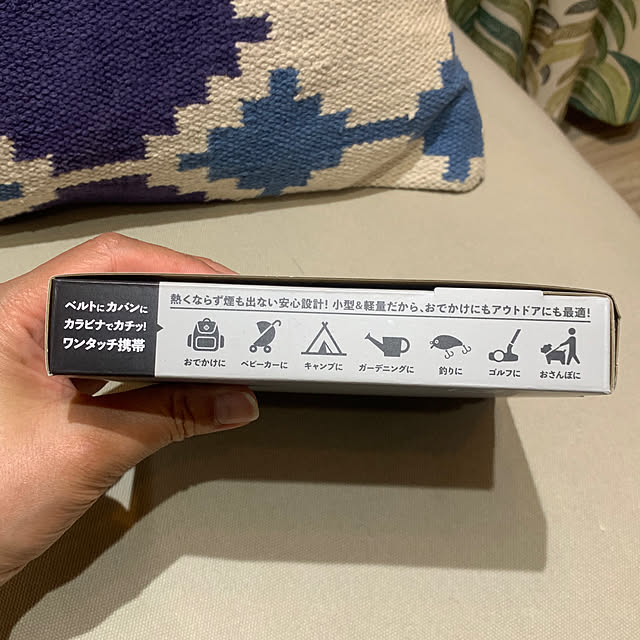 ベルトにカバンに
カラビナでカチッ!
ワンタッチ携帯
熱くならず煙も出ない安心設計! 小型&軽量だから、おでかけにもアウトドアにも最適!
おでかけに
ベビーカーに
キャンプに
ガーデニングに
釣りに
ゴルフに
おさんぽに